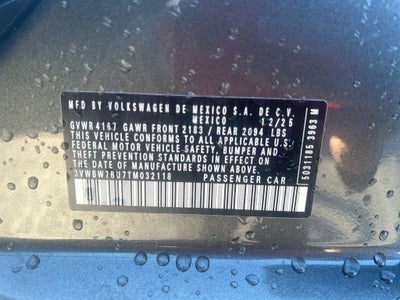 MFD BY VOLKSWAGEN DE MEXICO S.A. DE C.V.
MEXICO 12/25
GVWR 4167 GAWR FRONT 2183 / REAR 2094 LBS
THIS VEHICLE CONFORMS TO ALL APPLICABLE U.S.
FEDERAL MOTOR VEHICLE SAFETY BUMPER AND
THEFT PREVENTION STANDARDS IN EFFECT ON
THE DATE OF MANUFACTURE SHOWN ABOVE.
3VWBW7BU7TM032118 PASSENGER CAR
5031185 3963 M